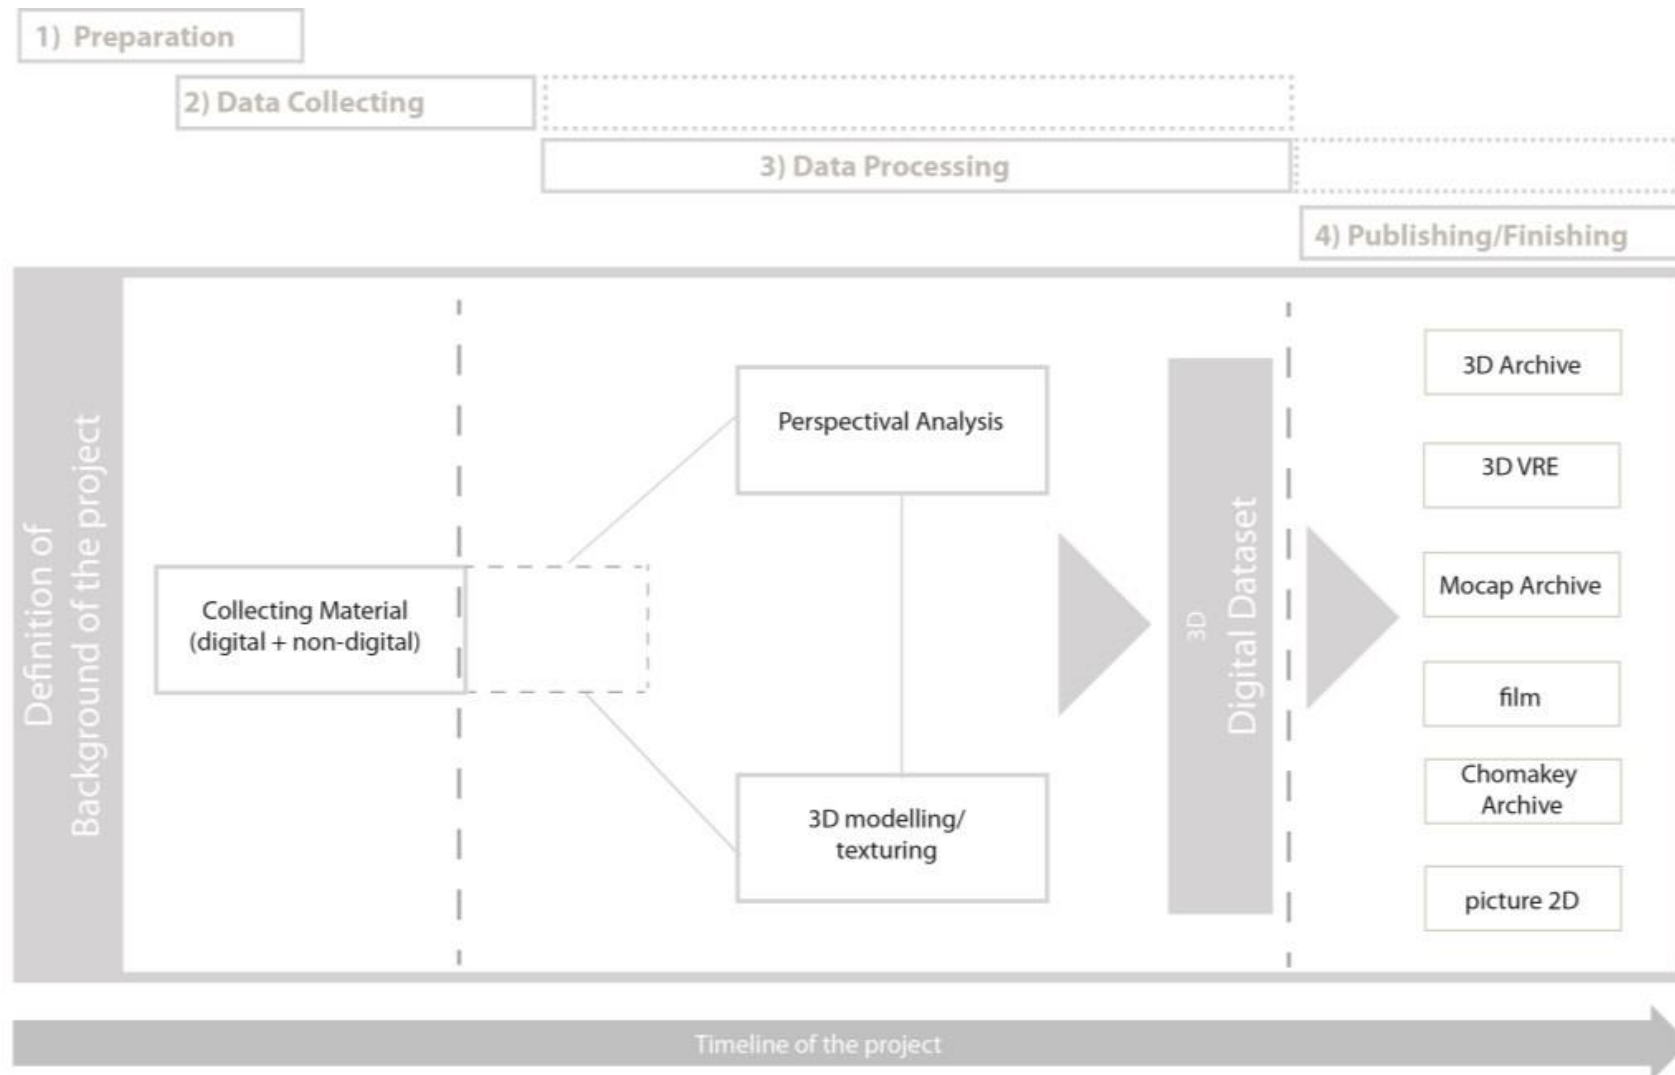 1) Preparation
2) Data Collecting
3) Data Processing
4) Publishing/Finishing
Definition of
Background of the project
Collecting Material
(digital + non-digital)
Perspectival Analysis
3D modelling/
texturing
3D
Digital Dataset
3D Archive
3D VRE
Mocap Archive
film
Chomakey
Archive
picture 2D
Timeline of the project